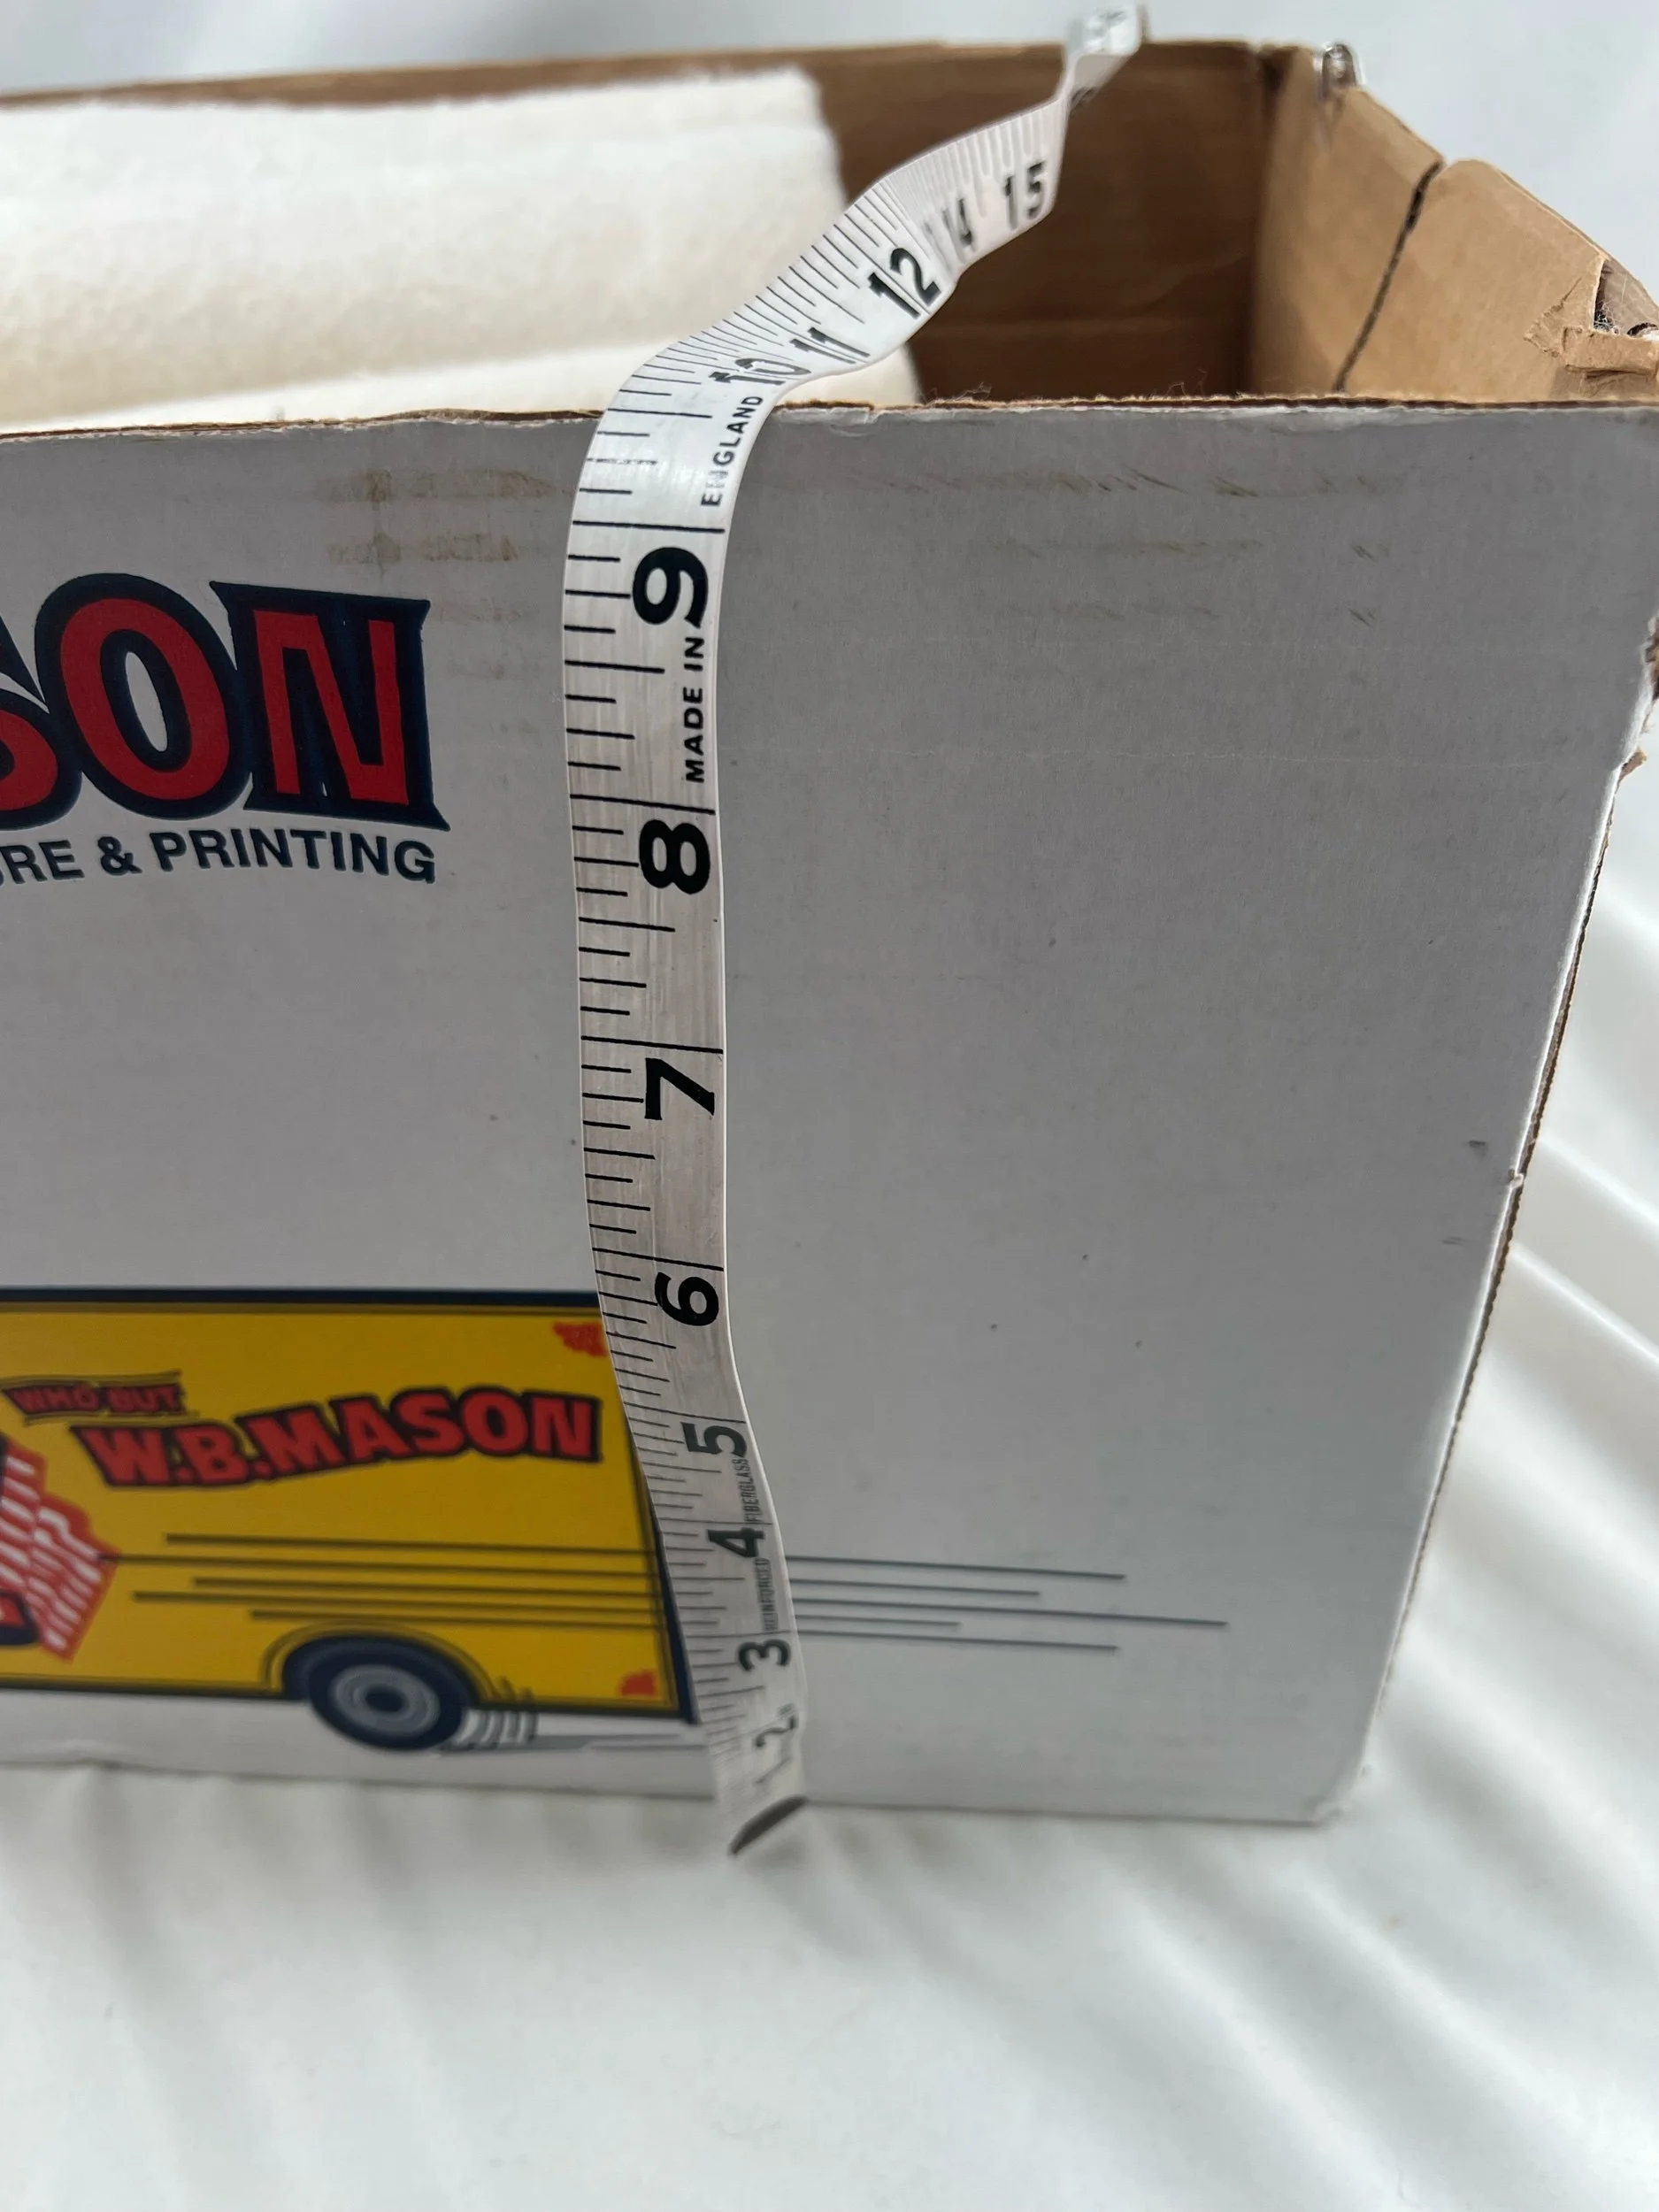 SON
RE & PRINTING
WHO BUT
W.B.MASON
15
14
12
11
10
ENGLAND
9
MADE IN
8
7
6
5
FIBERGLASS
4
REINFORCED
3
2
1